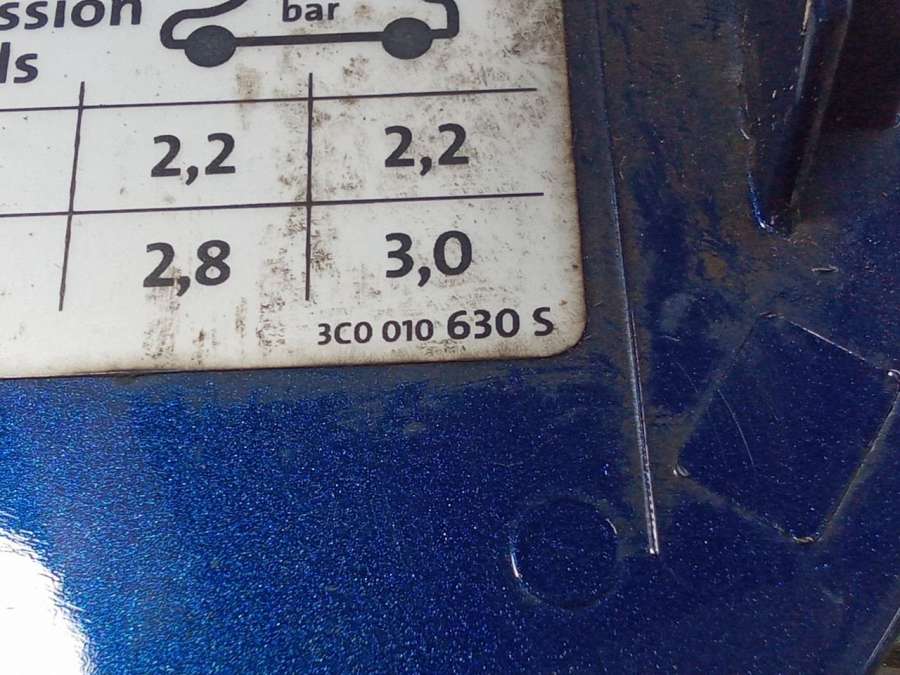 ssion
bar
ls
2,2 2,2
2,8 3,0
3C0 010 630 S